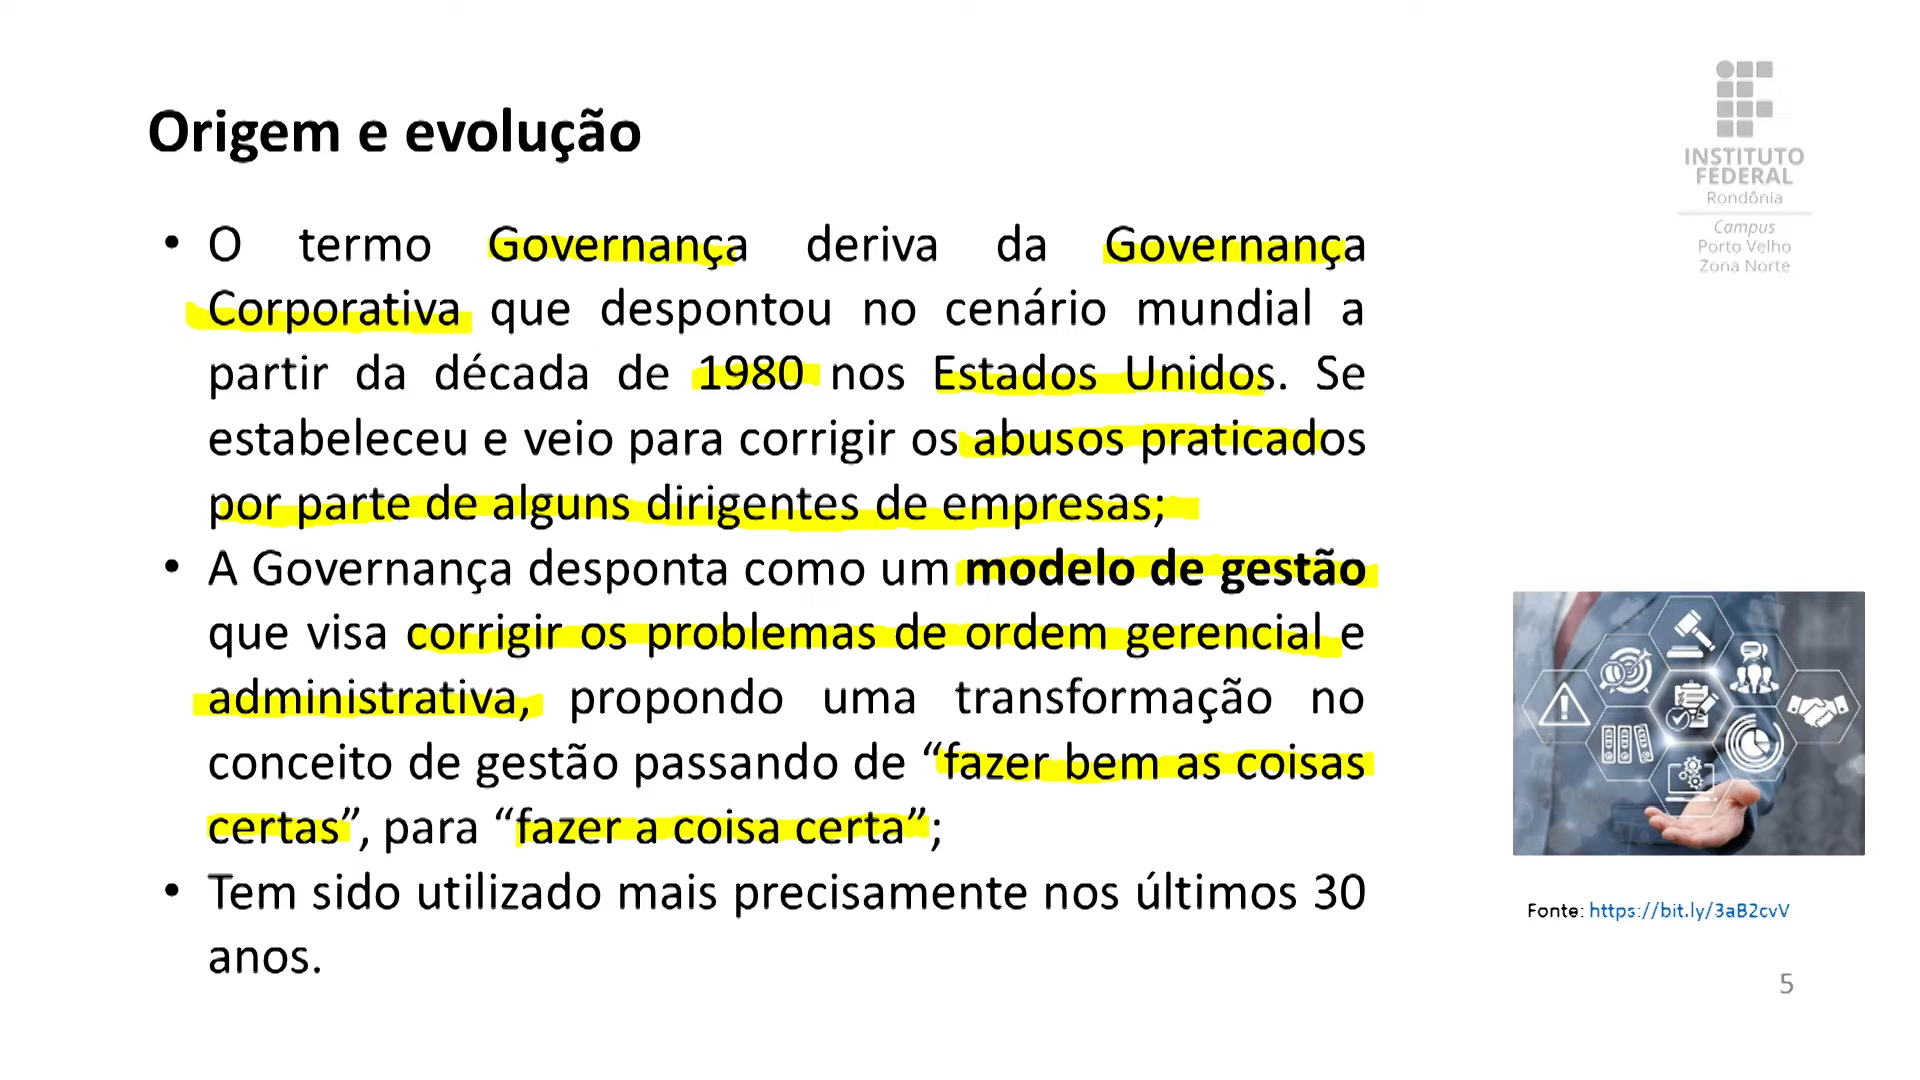 Origem e evolução
INSTITUTO
FEDERAL
Rondônia
Campus
Porto Velho
Zona Norte
• O termo Governança deriva da Governança
Corporativa que despontou no cenário mundial a
partir da década de 1980 nos Estados Unidos. Se
estabeleceu e veio para corrigir os abusos praticados
por parte de alguns dirigentes de empresas;
• A Governança desponta como um modelo de gestão
que visa corrigir os problemas de ordem gerencial e
administrativa, propondo uma transformação no
conceito de gestão passando de “fazer bem as coisas
certas”, para “fazer a coisa certa”;
• Tem sido utilizado mais precisamente nos últimos 30
anos.
Fonte: https://bit.ly/3aB2cvV
5